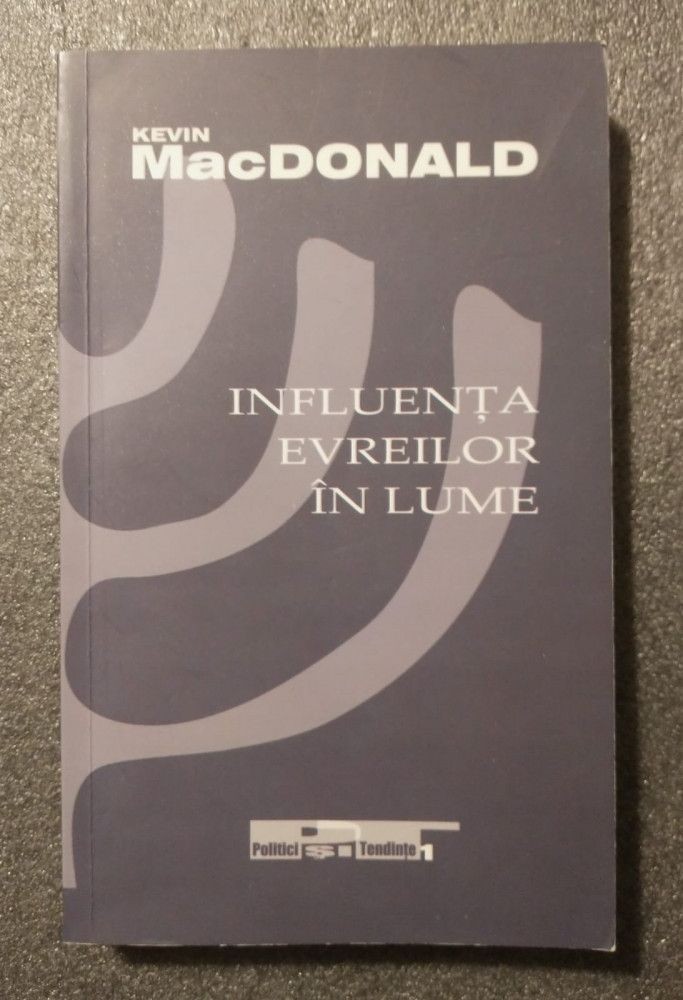 KEVIN
MacDONALD
INFLUENȚA
EVREILOR
ÎN LUME
Politici și Tendințe 1